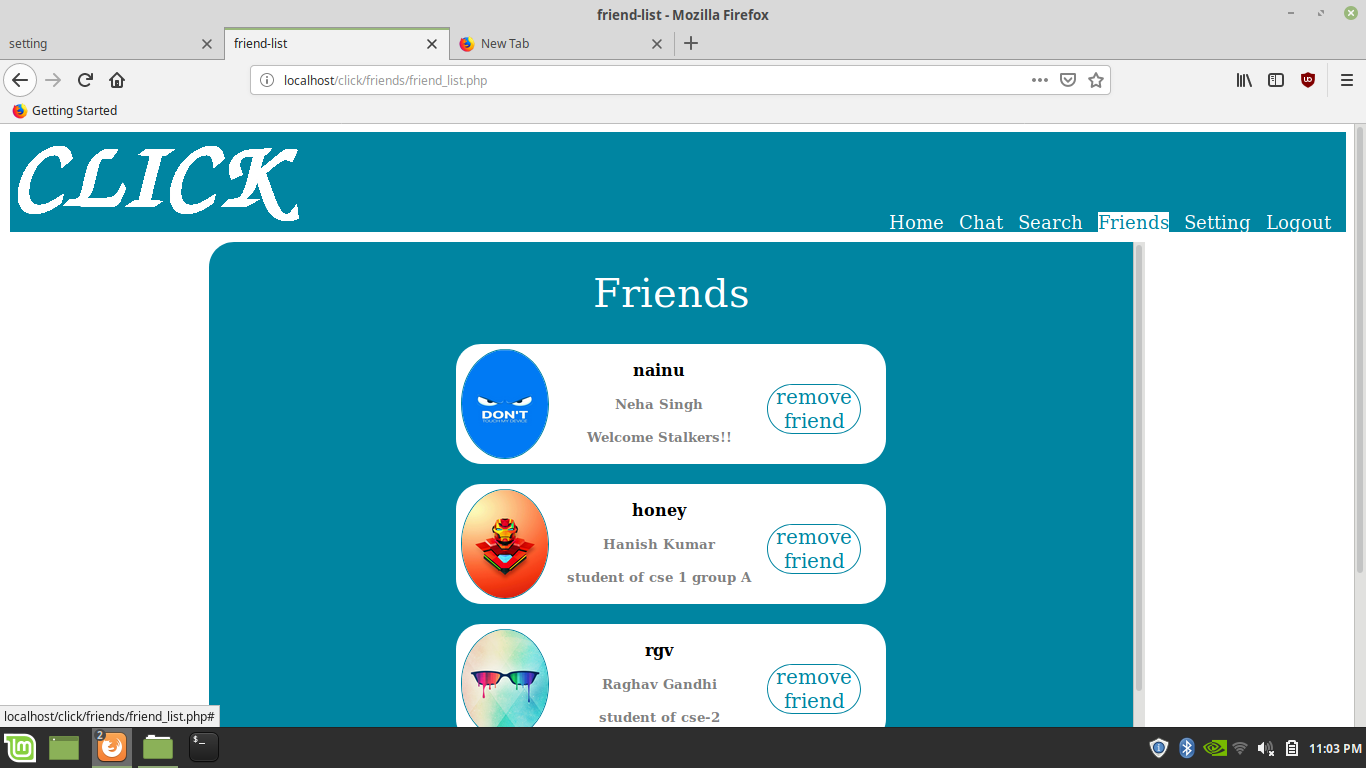 friend-list - Mozilla Firefox
setting
friend-list
New Tab
localhost/click/friends/friend_list.php
Getting Started
CLICK
Home Chat Search Friends Setting Logout
Friends
nainu
Neha Singh
Welcome Stalkers!!
DON'T
TOUCH MY DEVICE
remove
friend
honey
Hanish Kumar
student of cse 1 group A
remove
friend
rgv
Raghav Gandhi
student of cse-2
remove
friend
localhost/click/friends/friend_list.php#
2
11:03 PM